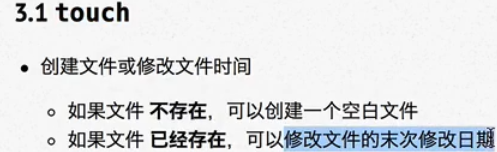 3.1 touch
• 创建文件或修改文件时间
◦ 如果文件 不存在，可以创建一个空白文件
◦ 如果文件 已经存在，可以修改文件的末次修改日期